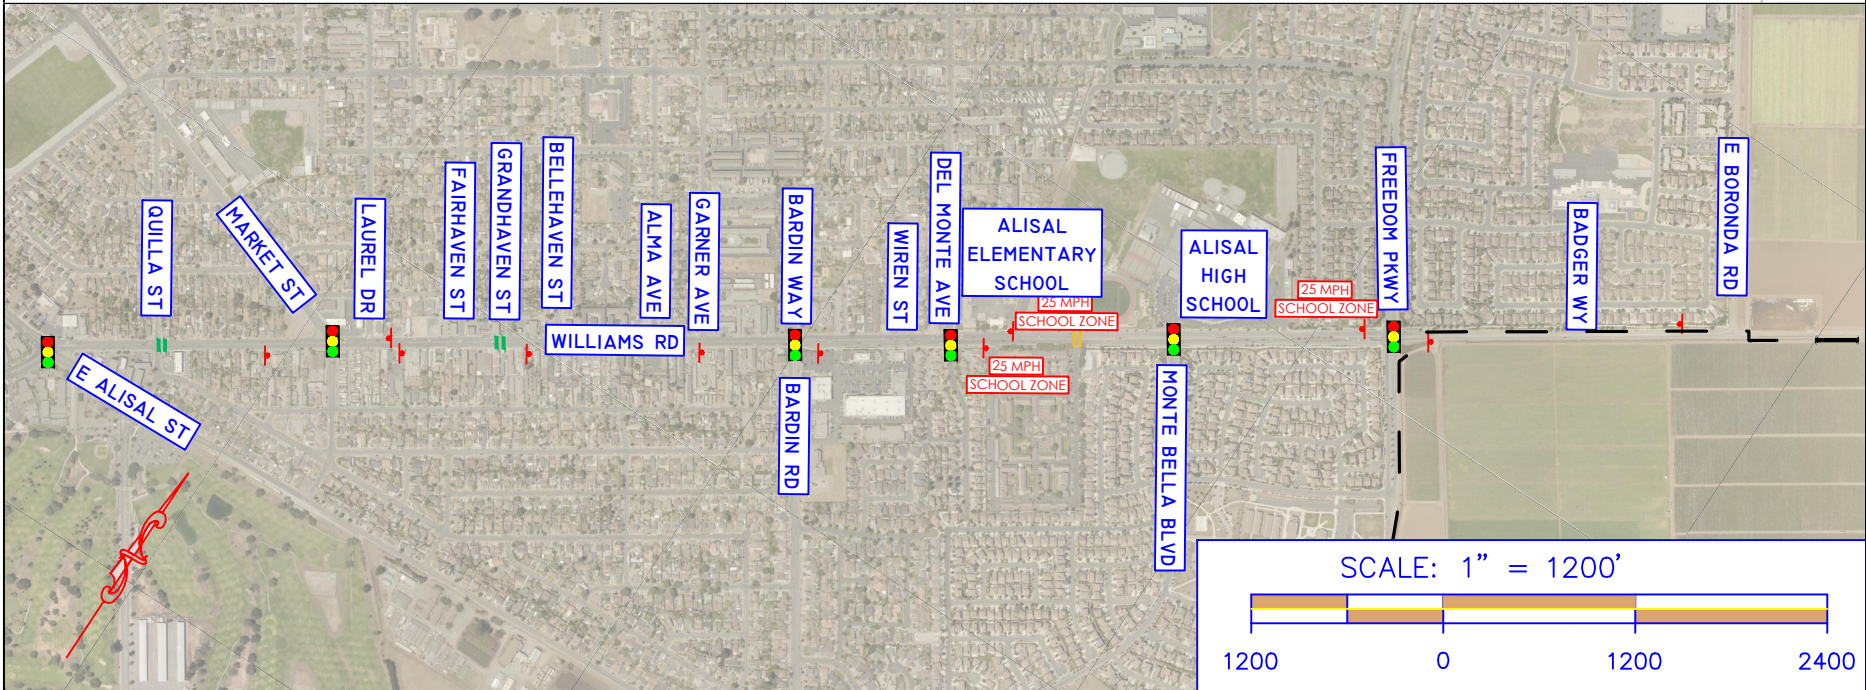 QUILLA ST
MARKET ST
LAUREL DR
FAIRHAVEN ST
GRANDHAVEN ST
BELLEHAVEN ST
ALMA AVE
GARNER AVE
BARDIN WAY
WIREN ST
DEL MONTE AVE
ALISAL
ELEMENTARY
SCHOOL
25 MPH
SCHOOL ZONE
ALISAL
HIGH
SCHOOL
25 MPH
SCHOOL ZONE
FREEDOM PKWY
BADGER WY
E BORONDA RD
WILLIAMS RD
E ALISAL ST
BARDIN RD
25 MPH
SCHOOL ZONE
MONTE BELLA BLVD
SCALE: 1" = 1200'
1200 0 1200 2400